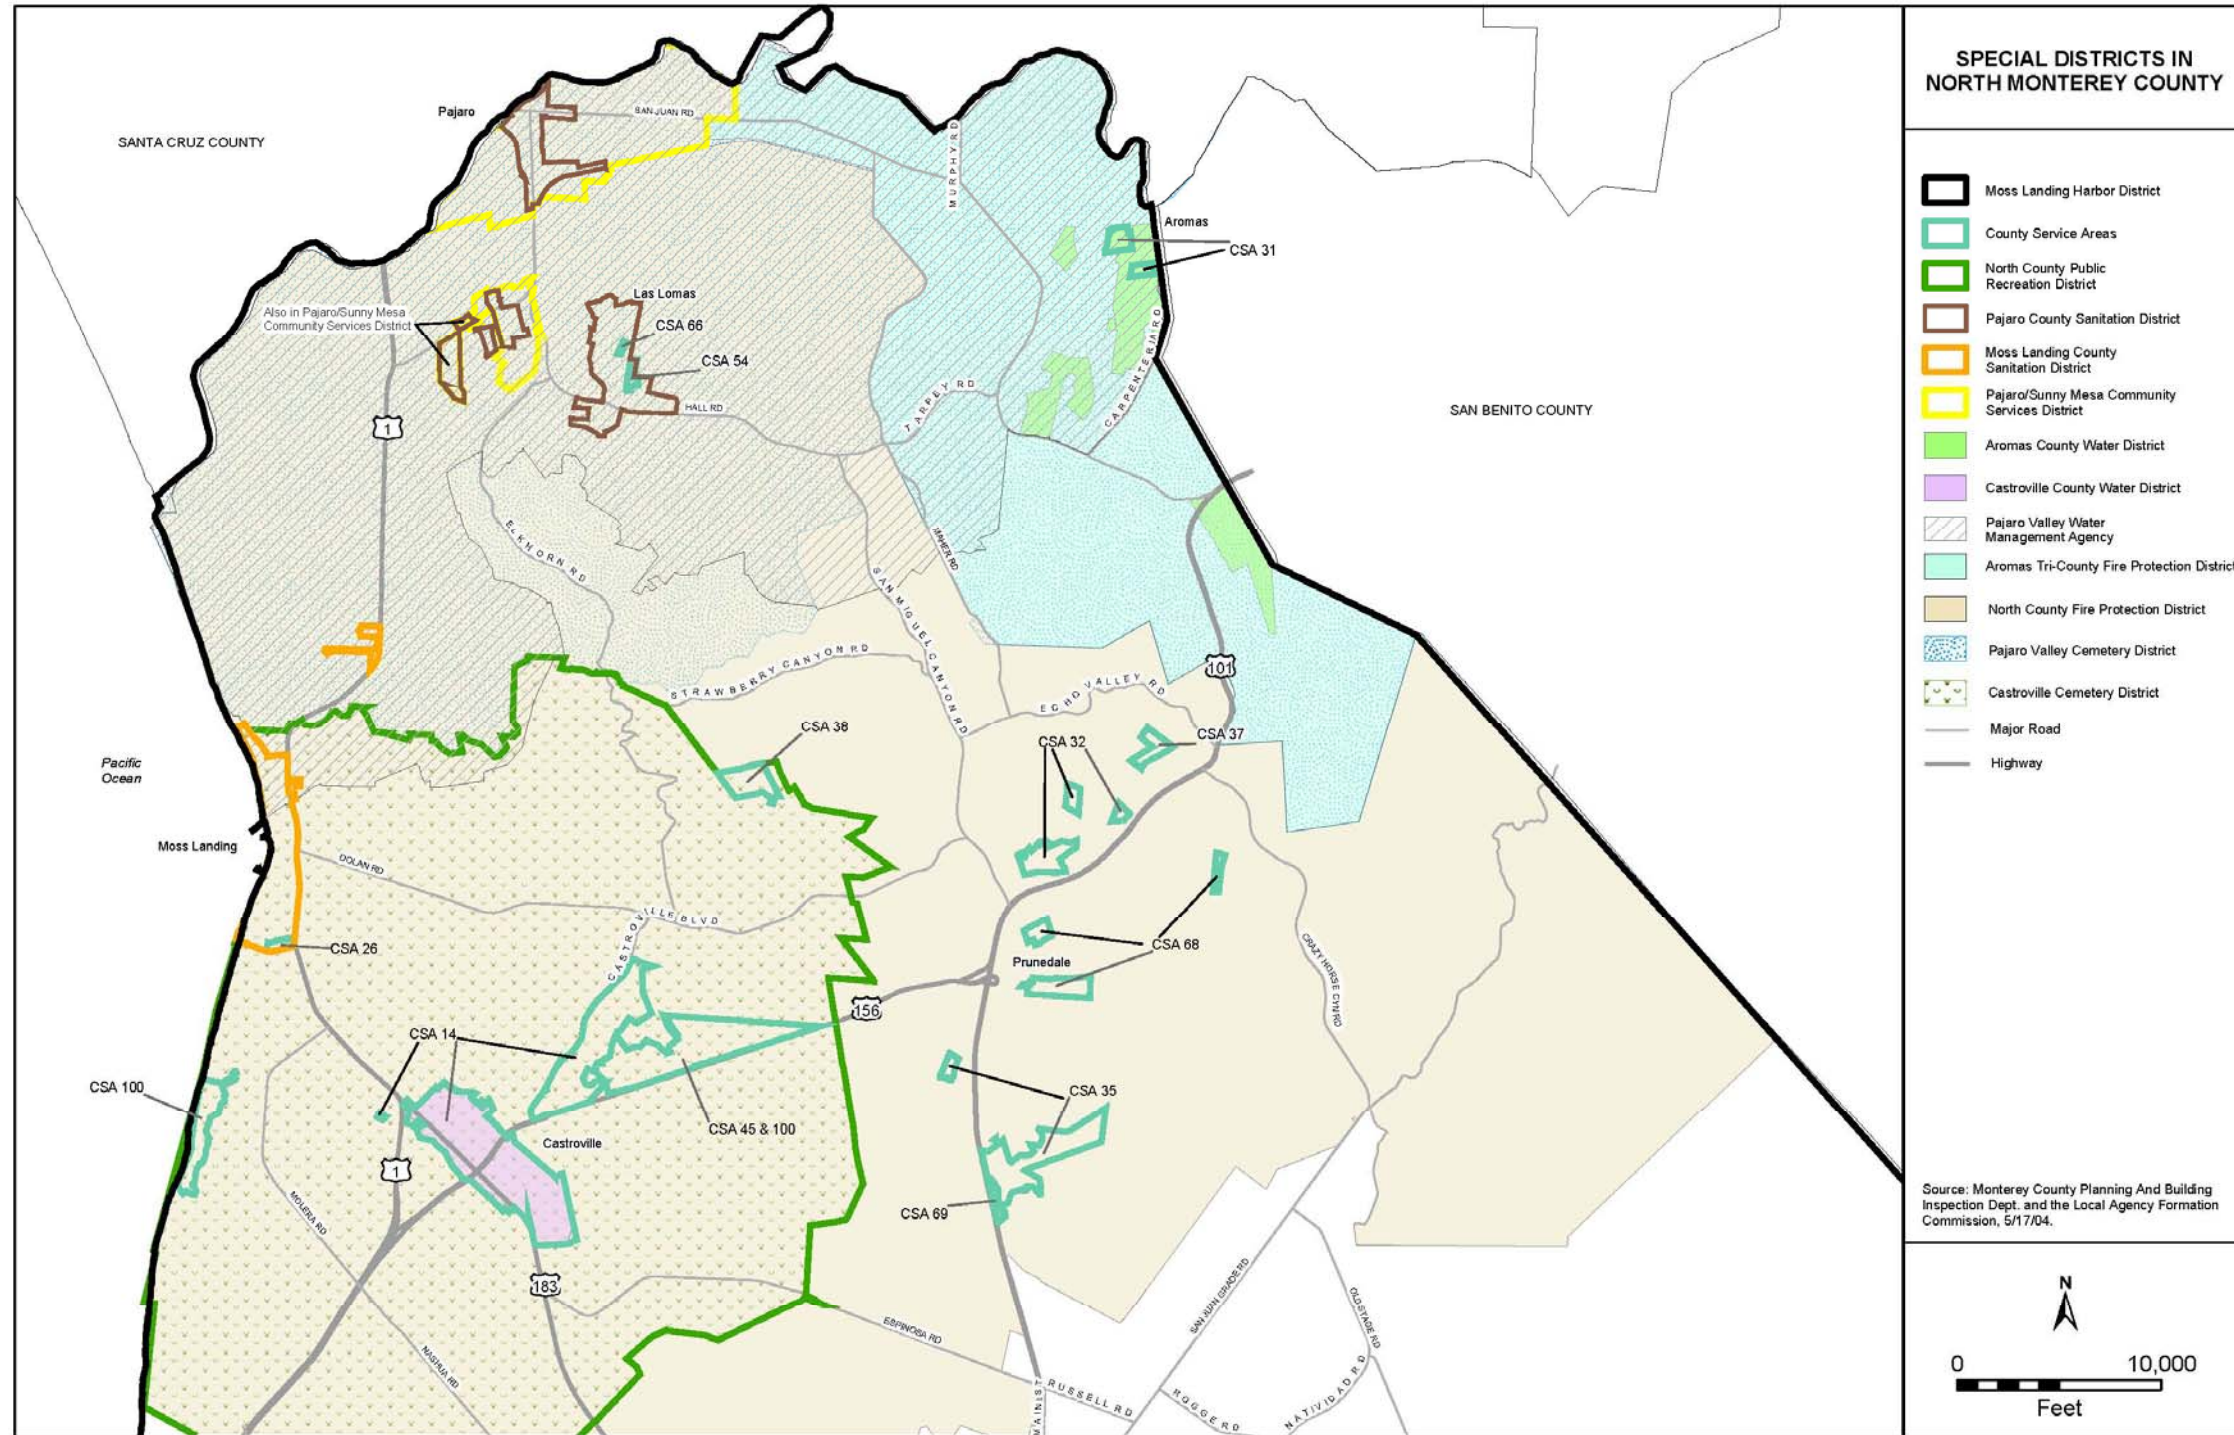 SPECIAL DISTRICTS IN
NORTH MONTEREY COUNTY
Moss Landing Harbor District
County Service Areas
North County Public
Recreation District
Pajaro County Sanitation District
Moss Landing County
Sanitation District
Pajaro/Sunny Mesa Community
Services District
Aromas County Water District
Castroville County Water District
Pajaro Valley Water
Management Agency
Aromas Tri-County Fire Protection District
North County Fire Protection District
Pajaro Valley Cemetery District
Castroville Cemetery District
Major Road
Highway
Source: Monterey County Planning And Building
Inspection Dept. and the Local Agency Formation
Commission, 5/17/04.
N
0 10,000
Feet
SANTA CRUZ COUNTY
Pajaro
SAN JUAN RD
MURPHY RD
Aromas
CSA 31
Las Lomas
Also in Pajaro/Sunny Mesa
Community Services District
CSA 66
CSA 54
HALL RD
TARPEY RD
CARPENTERIA RD
SAN BENITO COUNTY
1
ELKHORN RD
MAHER RD
SAN MIGUEL CANYON RD
STRAWBERRY CANYON RD
101
ECHO VALLEY RD
CSA 38
CSA 32
CSA 37
Pacific
Ocean
Moss Landing
DOLAN RD
CASTROVILLE BLVD
CSA 26
CSA 68
Prunedale
CRAZY HORSE CYN RD
156
CSA 14
CSA 100
CSA 35
CSA 45 & 100
Castroville
1
CSA 69
MOLERA RD
183
SAN JUAN GRADE RD
OLD STAGE RD
ESPINOSA RD
NASHUA RD
RUSSELL RD
ROGGE RD
NATIVIDAD RD
MAIN ST